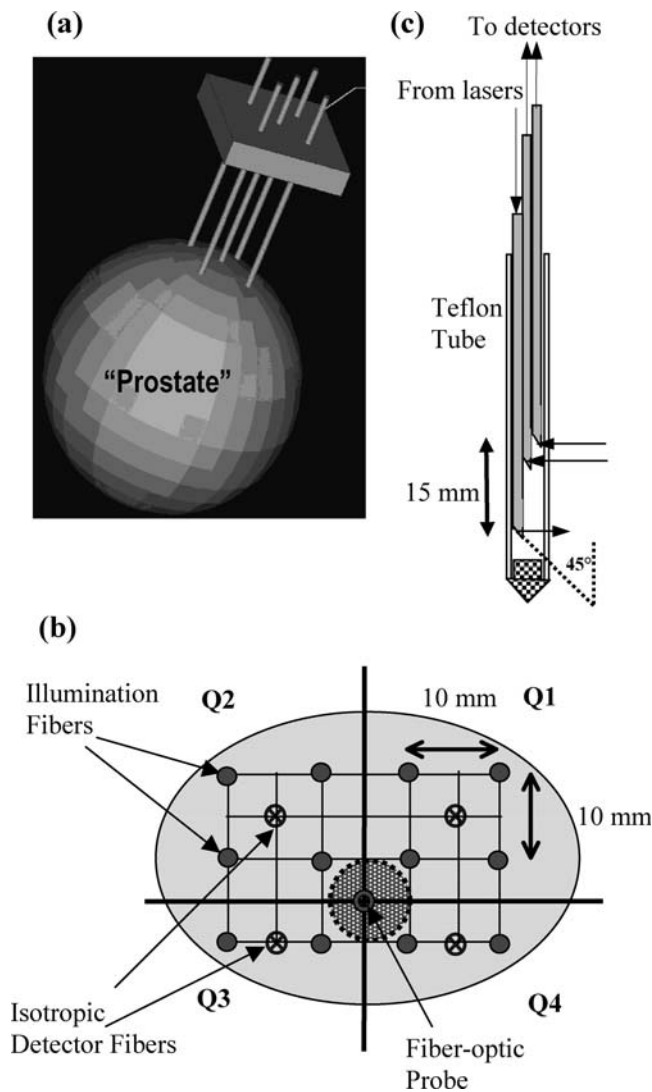 (a)
"Prostate"
(c)
To detectors
From lasers
Teflon
Tube
15 mm
45°
(b)
Illumination
Fibers
Q2
10 mm
Q1
10 mm
Q3
Q4
Isotropic
Detector Fibers
Fiber-optic
Probe